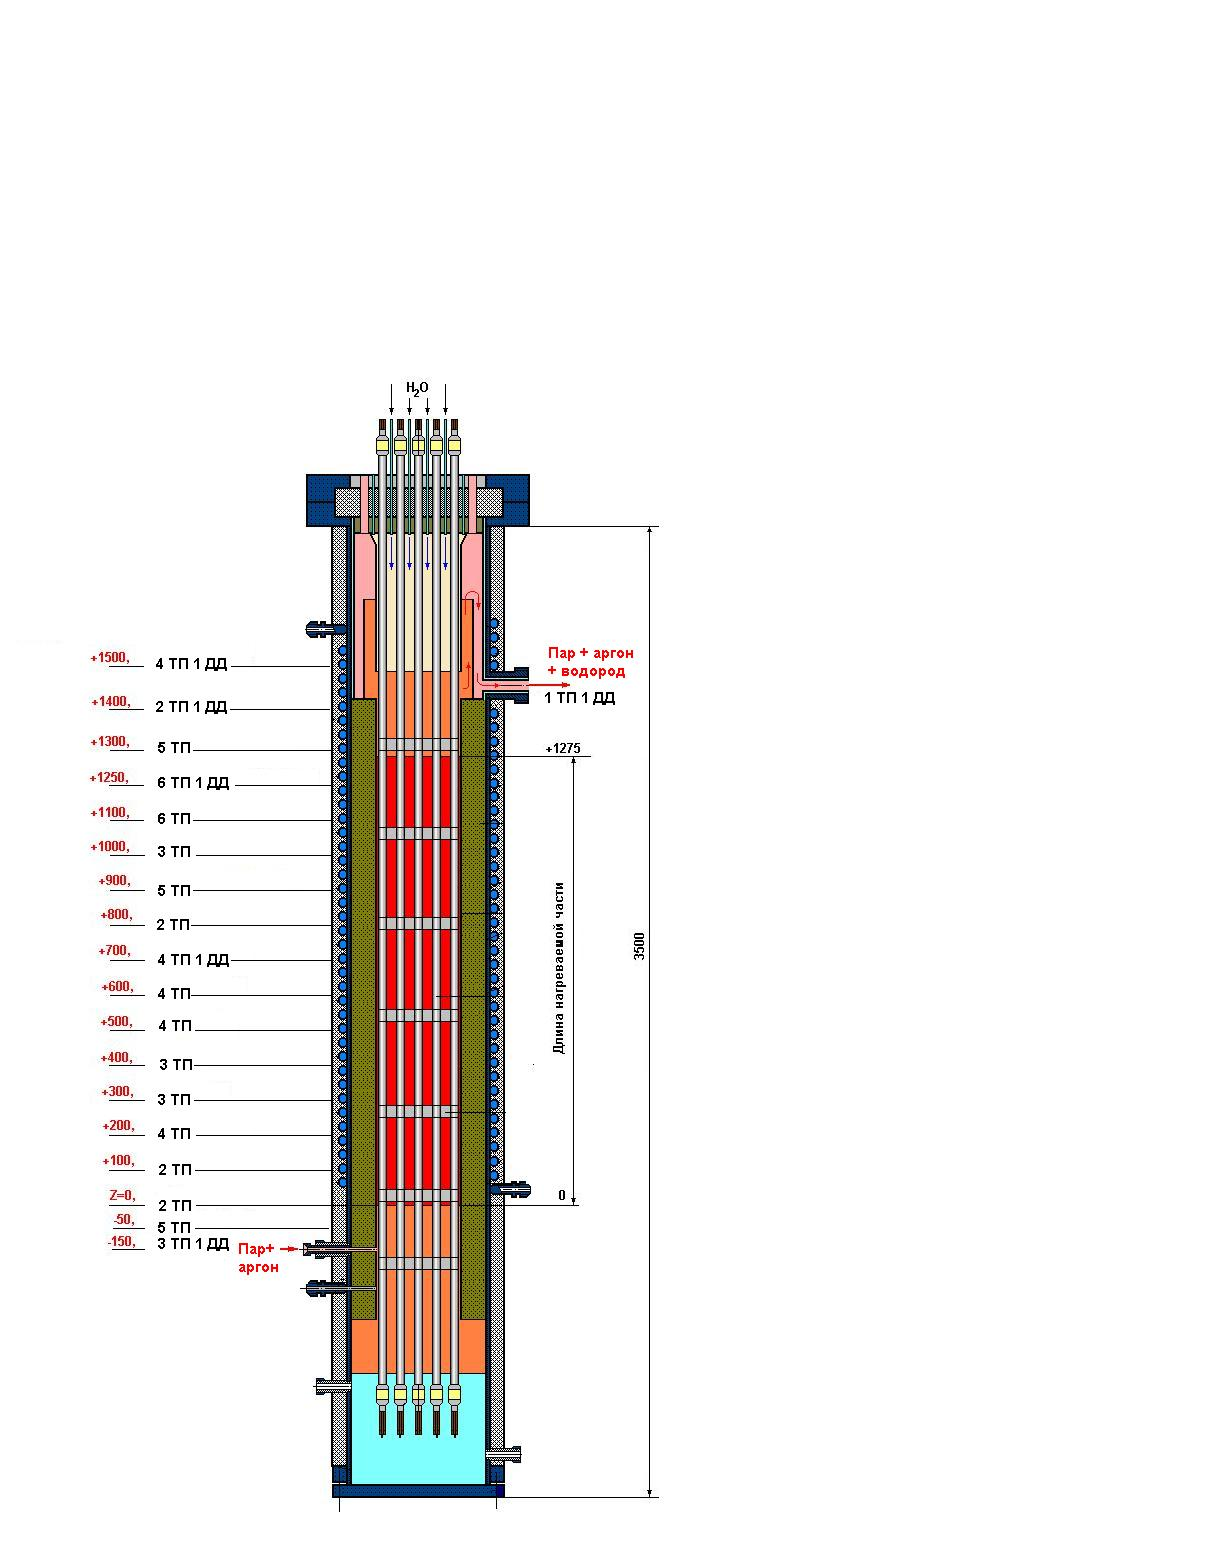 H2O
Пар + аргон
+ водород
1 ТП 1 ДД
+1500, 4 ТП 1 ДД
+1400, 2 ТП 1 ДД
+1300, 5 ТП
+1275
+1250, 6 ТП 1 ДД
+1100, 6 ТП
+1000, 3 ТП
+900, 5 ТП
+800, 2 ТП
+700, 4 ТП 1 ДД
+600, 4 ТП
+500, 4 ТП
+400, 3 ТП
+300, 3 ТП
+200, 4 ТП
+100, 2 ТП
Z=0, 2 ТП
-50, 5 ТП
-150, 3 ТП 1 ДД
Пар+
аргон
0
Длина нагреваемой части
3500